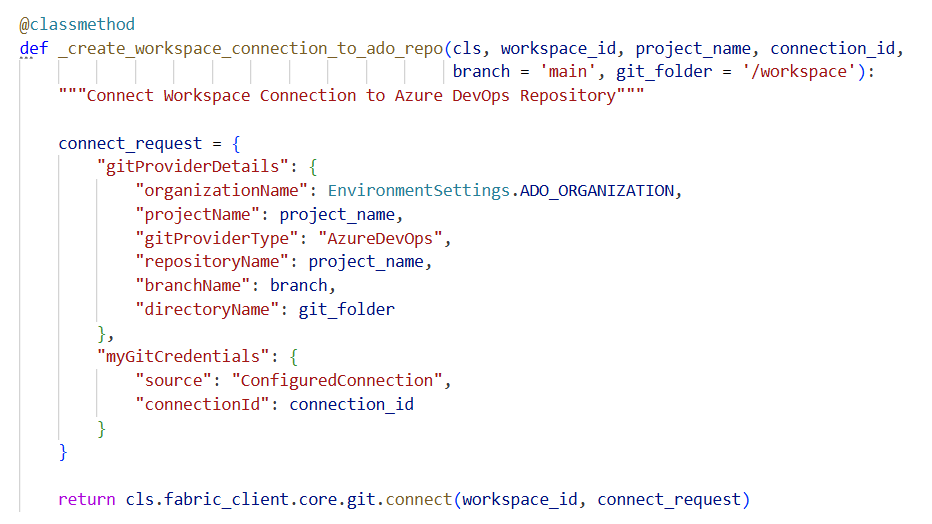 @classmethod
def _create_workspace_connection_to_ado_repo(cls, workspace_id, project_name, connection_id,
                                             branch = 'main', git_folder = '/workspace'):
    """Connect Workspace Connection to Azure DevOps Repository"""

    connect_request = {
        "gitProviderDetails": {
            "organizationName": EnvironmentSettings.ADO_ORGANIZATION,
            "projectName": project_name,
            "gitProviderType": "AzureDevOps",
            "repositoryName": project_name,
            "branchName": branch,
            "directoryName": git_folder
        },
        "myGitCredentials": {
            "source": "ConfiguredConnection",
            "connectionId": connection_id
        }
    }

    return cls.fabric_client.core.git.connect(workspace_id, connect_request)